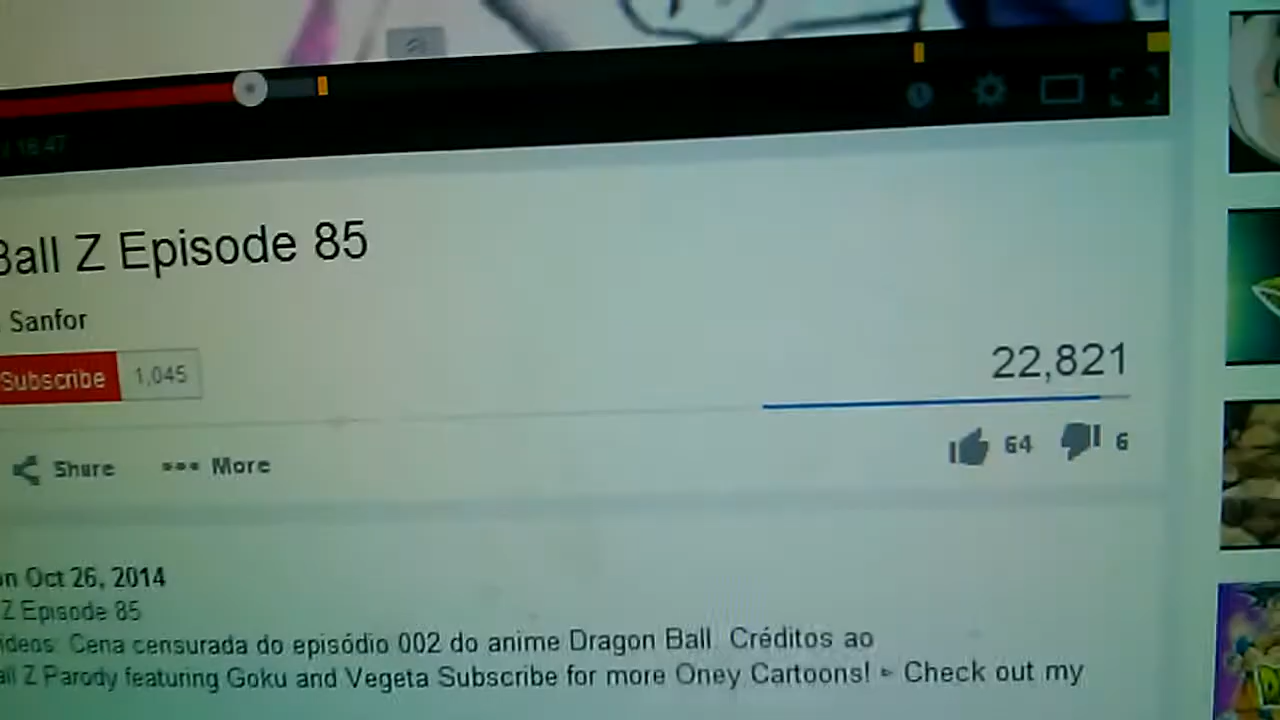 / 18:47
Ball Z Episode 85
Sanfor
Subscribe 1,045
22,821
Share ••• More
64 6
on Oct 26, 2014
Z Episode 85
ideos: Cena censurada do episódio 002 do anime Dragon Ball. Créditos ao
all Z Parody featuring Goku and Vegeta Subscribe for more Oney Cartoons! ► Check out my